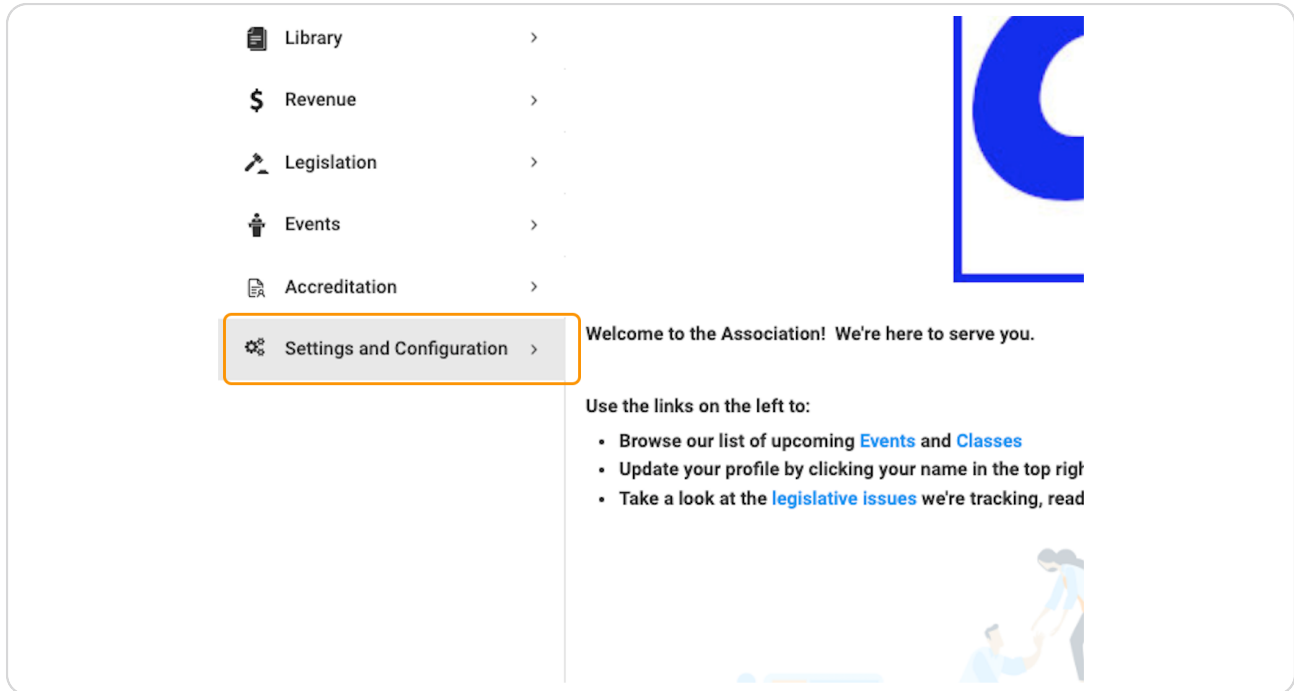 Library
Revenue
Legislation
Events
Accreditation
Settings and Configuration
Welcome to the Association! We're here to serve you.
Use the links on the left to:
• Browse our list of upcoming Events and Classes
• Update your profile by clicking your name in the top
• Take a look at the legislative issues we're tracking, read